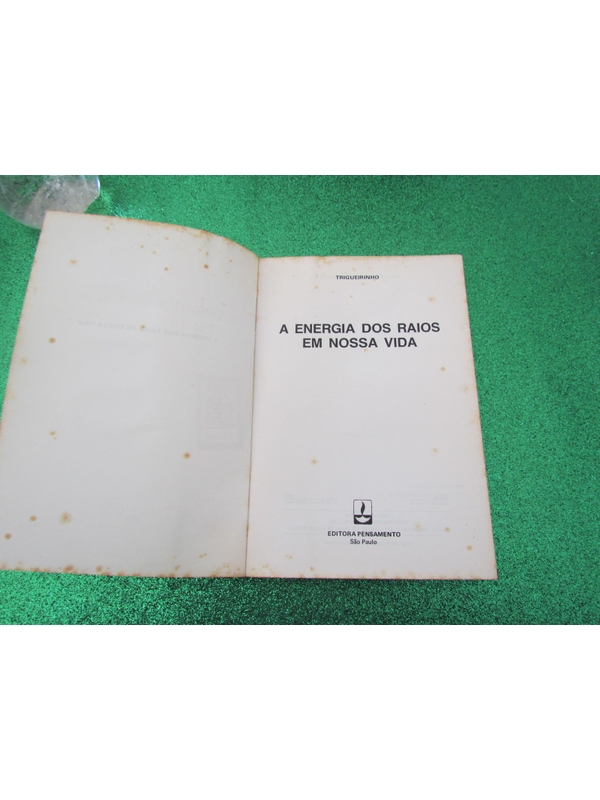 TRIGUEIRINHO
A ENERGIA DOS RAIOS
EM NOSSA VIDA
EDITORA PENSAMENTO
São Paulo